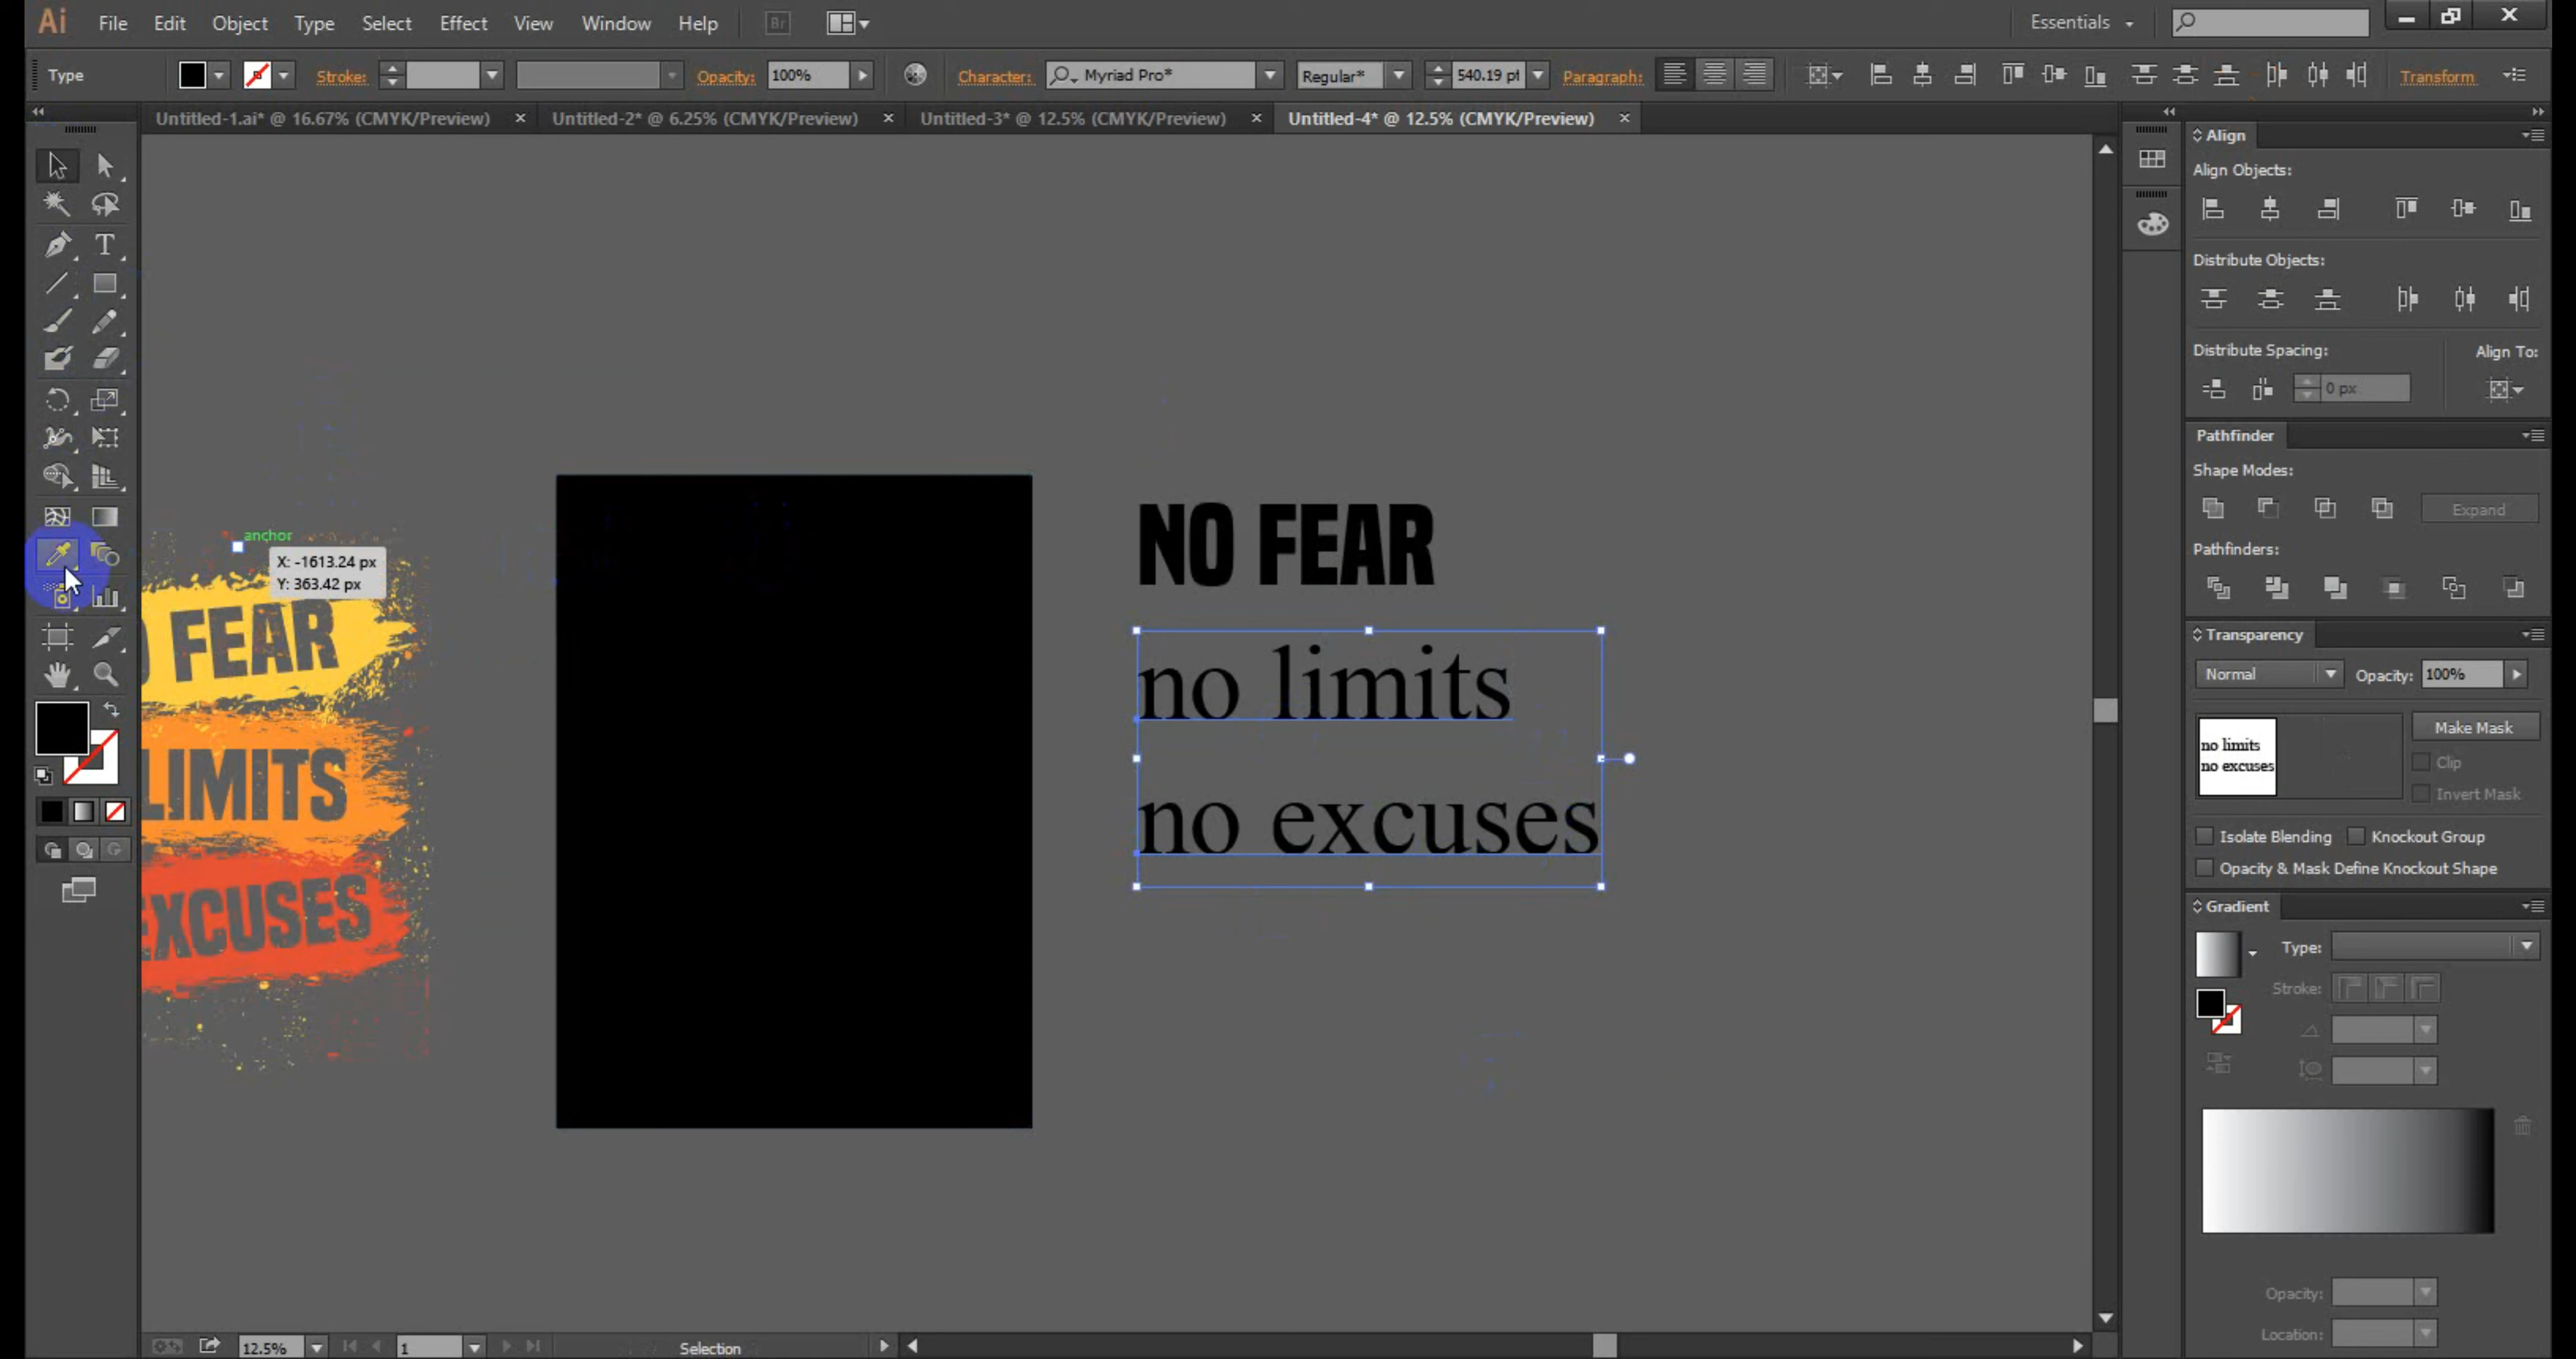 Ai File Edit Object Type Select Effect View Window Help Br Essentials
Type Stroke: Opacity: 100% Character: Myriad Pro* Regular* 540.19 pt Paragraph: Transform
Untitled-1.ai* @ 16.67% (CMYK/Preview) × Untitled-2* @ 6.25% (CMYK/Preview) × Untitled-3* @ 12.5% (CMYK/Preview) × Untitled-4* @ 12.5% (CMYK/Preview) ×
Align
Align Objects:
Distribute Objects:
Distribute Spacing: Align To:
0 px
Pathfinder
Shape Modes:
Expand
Pathfinders:
Transparency
Normal Opacity: 100%
Make Mask
no limits
no excuses
Clip
Invert Mask
Isolate Blending Knockout Group
Opacity & Mask Define Knockout Shape
Gradient
Type:
Stroke:
Opacity:
Location:
T
anchor
X: -1613.24 px
Y: 363.42 px
O FEAR
LIMITS
EXCUSES
NO FEAR
no limits
no excuses
12.5% 1 Selection